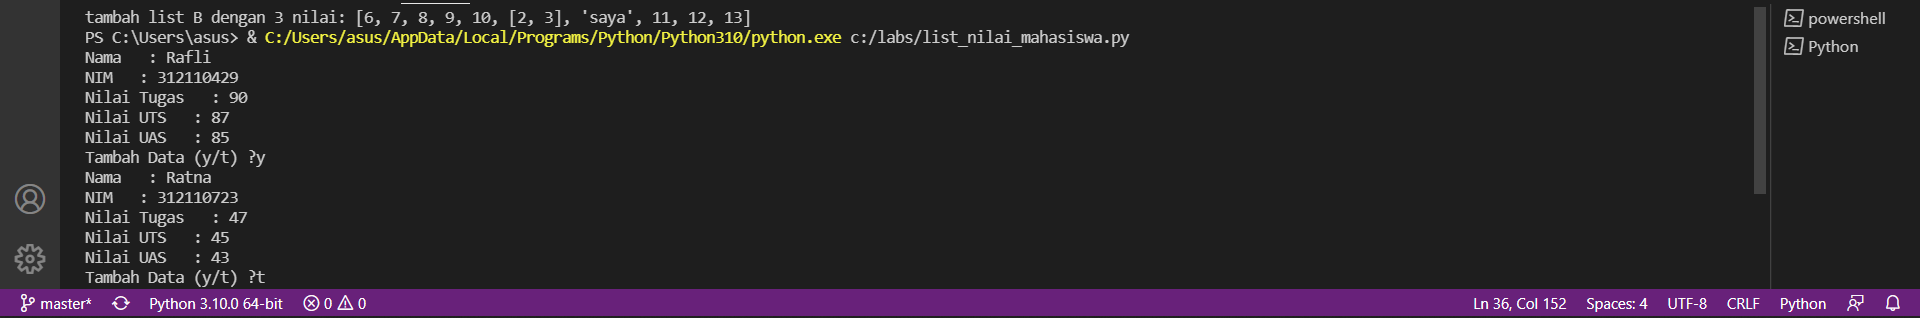 tambah list B dengan 3 nilai: [6, 7, 8, 9, 10, [2, 3], 'saya', 11, 12, 13]
PS C:\Users\asus> & C:/Users/asus/AppData/Local/Programs/Python/Python310/python.exe c:/labs/list_nilai_mahasiswa.py
Nama   : Rafli
NIM   : 312110429
Nilai Tugas   : 90
Nilai UTS   : 87
Nilai UAS   : 85
Tambah Data (y/t) ?y
Nama   : Ratna
NIM   : 312110723
Nilai Tugas   : 47
Nilai UTS   : 45
Nilai UAS   : 43
Tambah Data (y/t) ?t
powershell
Python
master* Python 3.10.0 64-bit 0 0 Ln 36, Col 152 Spaces: 4 UTF-8 CRLF Python